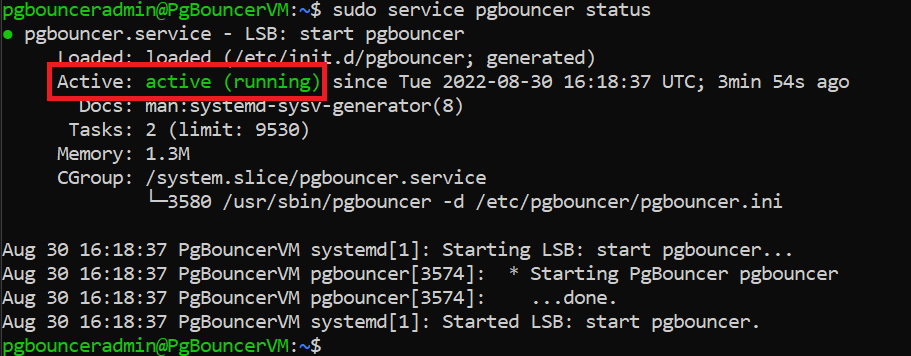 pgbounceradmin@PgBouncerVM:~$ sudo service pgbouncer status
● pgbouncer.service - LSB: start pgbouncer
Loaded: loaded (/etc/init.d/pgbouncer; generated)
Active: active (running) since Tue 2022-08-30 16:18:37 UTC; 3min 54s ago
Docs: man:systemd-sysv-generator(8)
Tasks: 2 (limit: 9530)
Memory: 1.3M
CGroup: /system.slice/pgbouncer.service
└─3580 /usr/sbin/pgbouncer -d /etc/pgbouncer/pgbouncer.ini
Aug 30 16:18:37 PgBouncerVM systemd[1]: Starting LSB: start pgbouncer...
Aug 30 16:18:37 PgBouncerVM pgbouncer[3574]:  * Starting PgBouncer pgbouncer
Aug 30 16:18:37 PgBouncerVM pgbouncer[3574]:    ...done.
Aug 30 16:18:37 PgBouncerVM systemd[1]: Started LSB: start pgbouncer.
pgbounceradmin@PgBouncerVM:~$